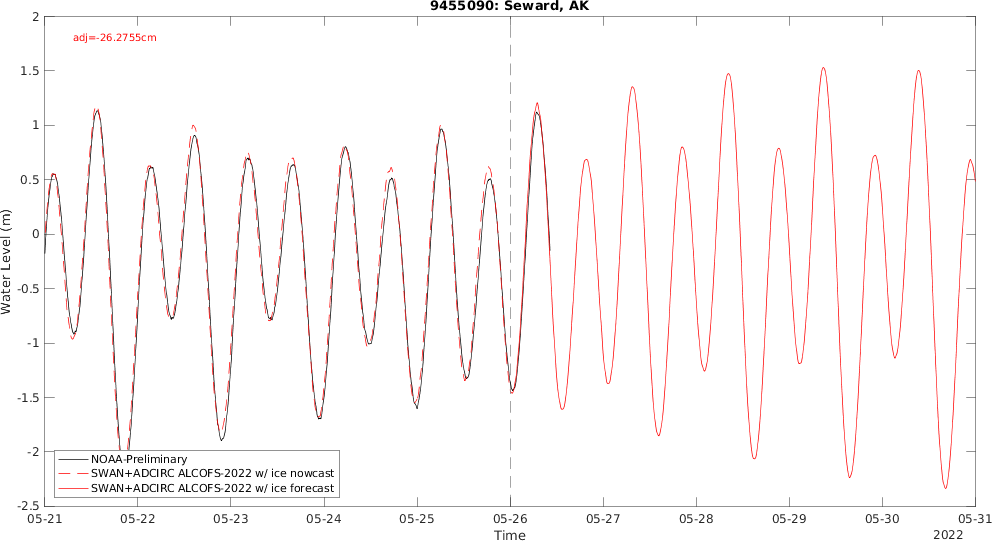 9455090: Seward, AK
adj=-26.2755cm
2
1.5
1
0.5
0
-0.5
-1
-1.5
-2
-2.5
Water Level (m)
NOAA-Preliminary
SWAN+ADCIRC ALCOFS-2022 w/ ice nowcast
SWAN+ADCIRC ALCOFS-2022 w/ ice forecast
05-21 05-22 05-23 05-24 05-25 05-26 05-27 05-28 05-29 05-30 05-31
Time
2022